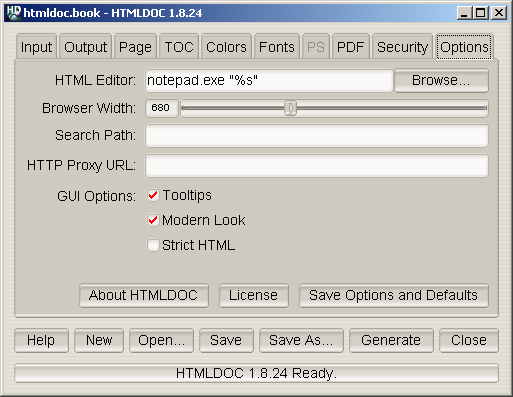 HD htmldoc.book - HTMLDOC 1.8.24
Input Output Page TOC Colors Fonts PS PDF Security Options
HTML Editor: notepad.exe "%s" Browse...
Browser Width: 680
Search Path:
HTTP Proxy URL:
GUI Options: Tooltips
Modern Look
Strict HTML
About HTMLDOC License Save Options and Defaults
Help New Open... Save Save As... Generate Close
HTMLDOC 1.8.24 Ready.